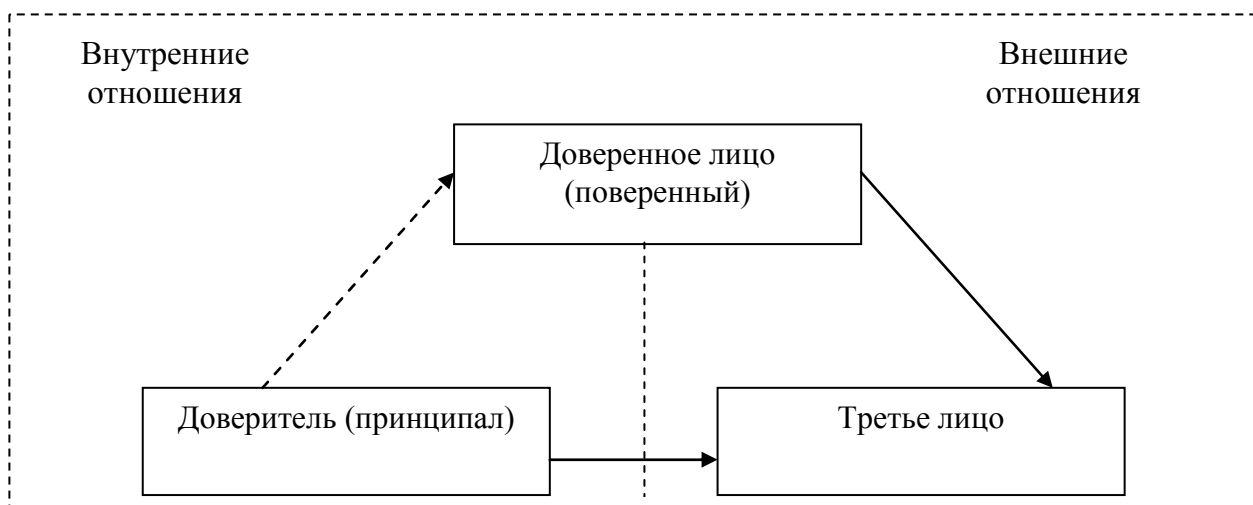 Внутренние
отношения
Внешние
отношения
Доверенное лицо
(поверенный)
Доверитель (принципал)
Третье лицо